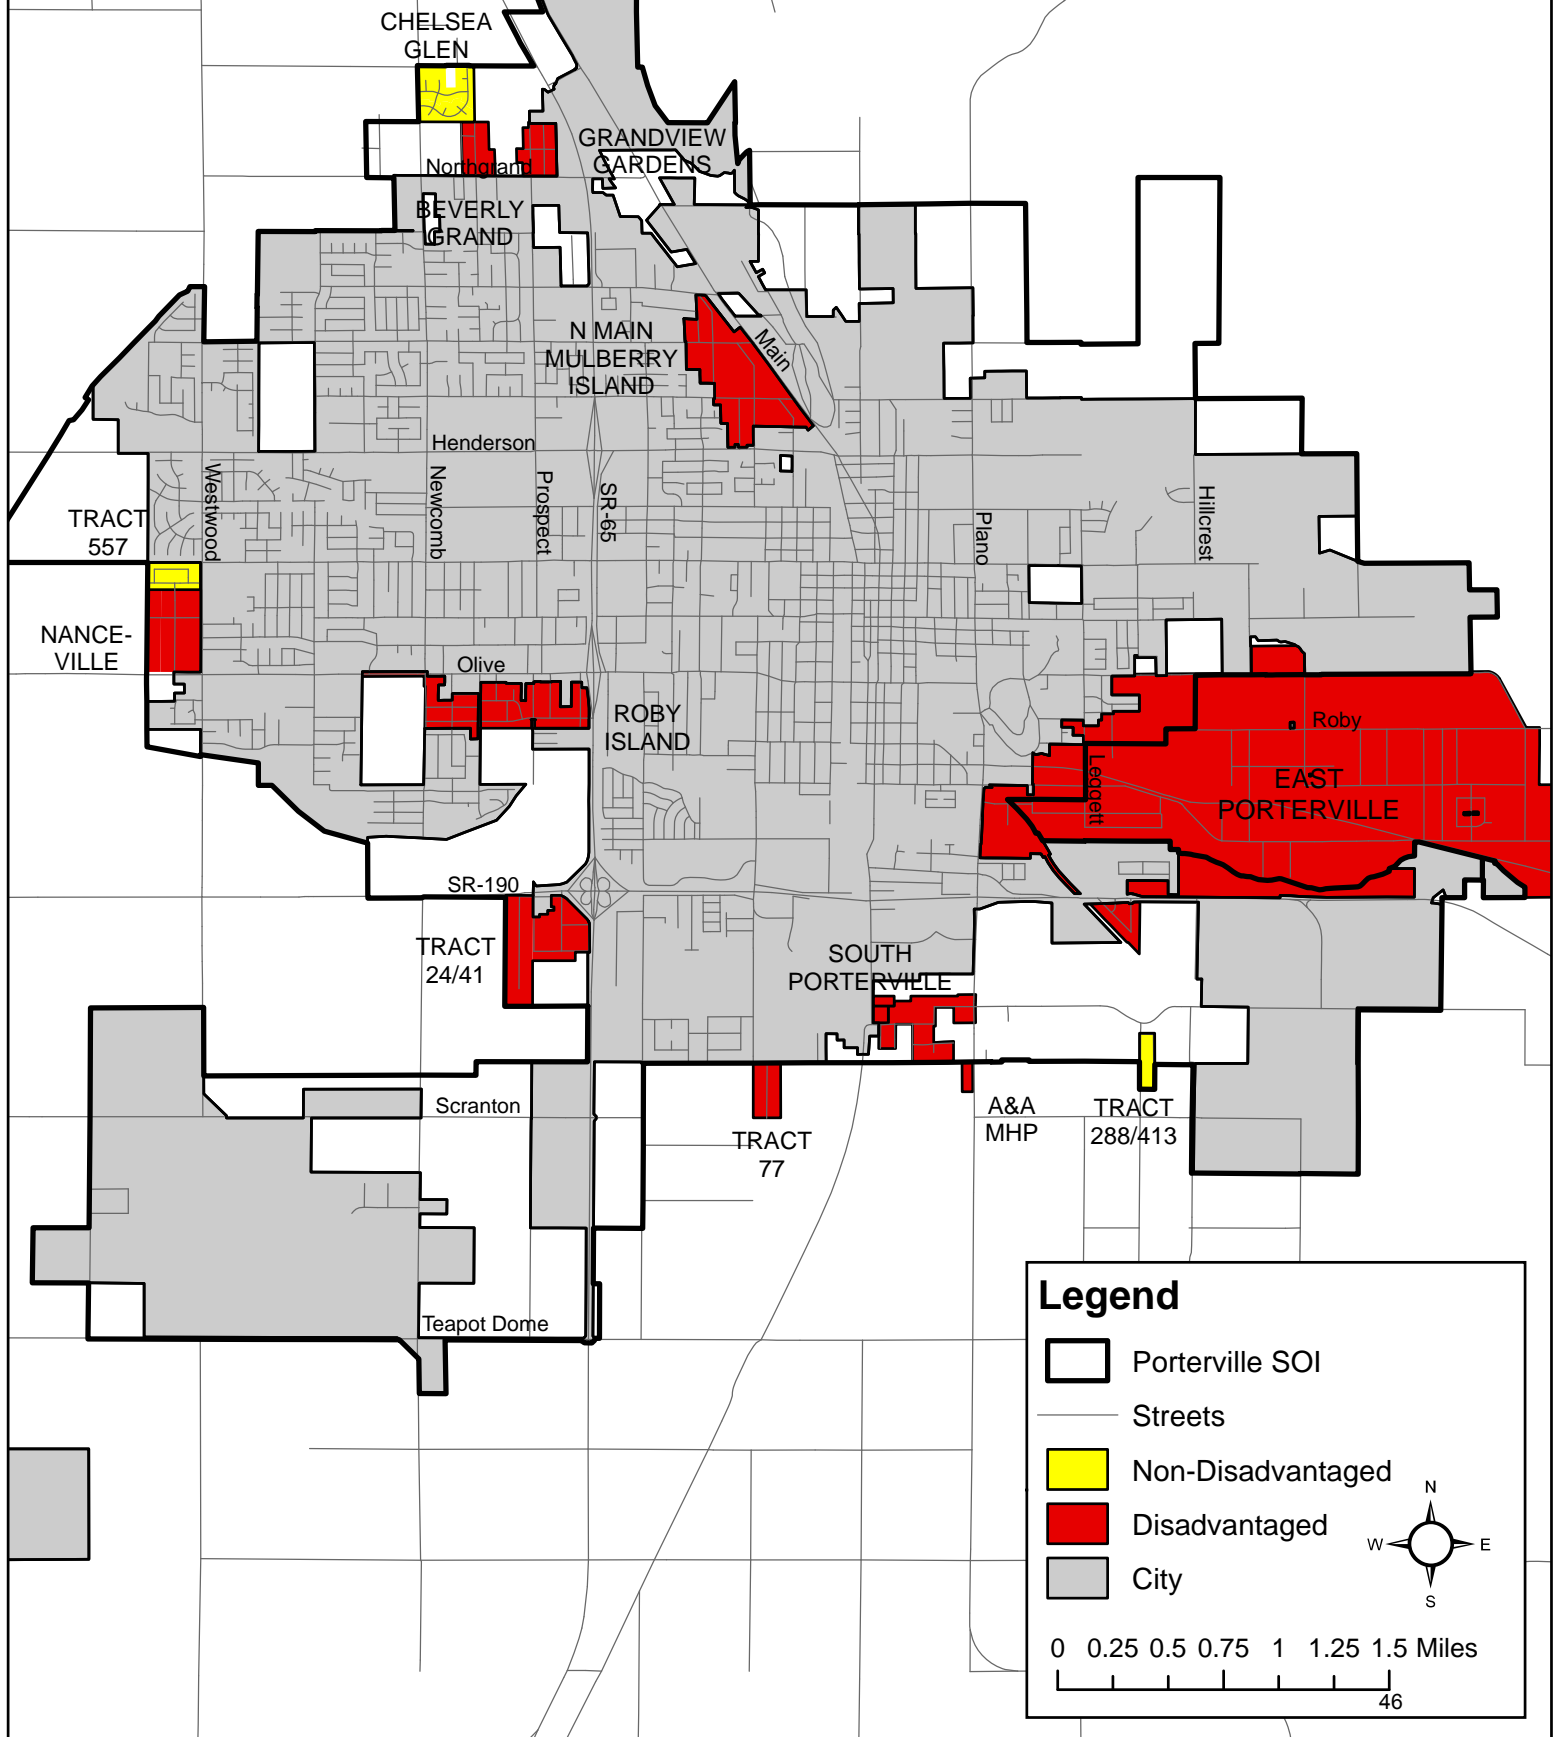 CHELSEA
GLEN
GRANDVIEW
GARDENS
Northgrand
BEVERLY
GRAND
N MAIN
MULBERRY
ISLAND
Main
Henderson
Westwood
Newcomb
Prospect
SR-65
Plano
Hillcrest
TRACT
557
NANCE-
VILLE
Olive
ROBY
ISLAND
Roby
Leggett
EAST
PORTERVILLE
SR-190
TRACT
24/41
SOUTH
PORTERVILLE
Scranton
TRACT
77
A&A
MHP
TRACT
288/413
Teapot Dome
Legend
Porterville SOI
Streets
Non-Disadvantaged
Disadvantaged
City
N
W
E
S
0 0.25 0.5 0.75 1 1.25 1.5 Miles
46